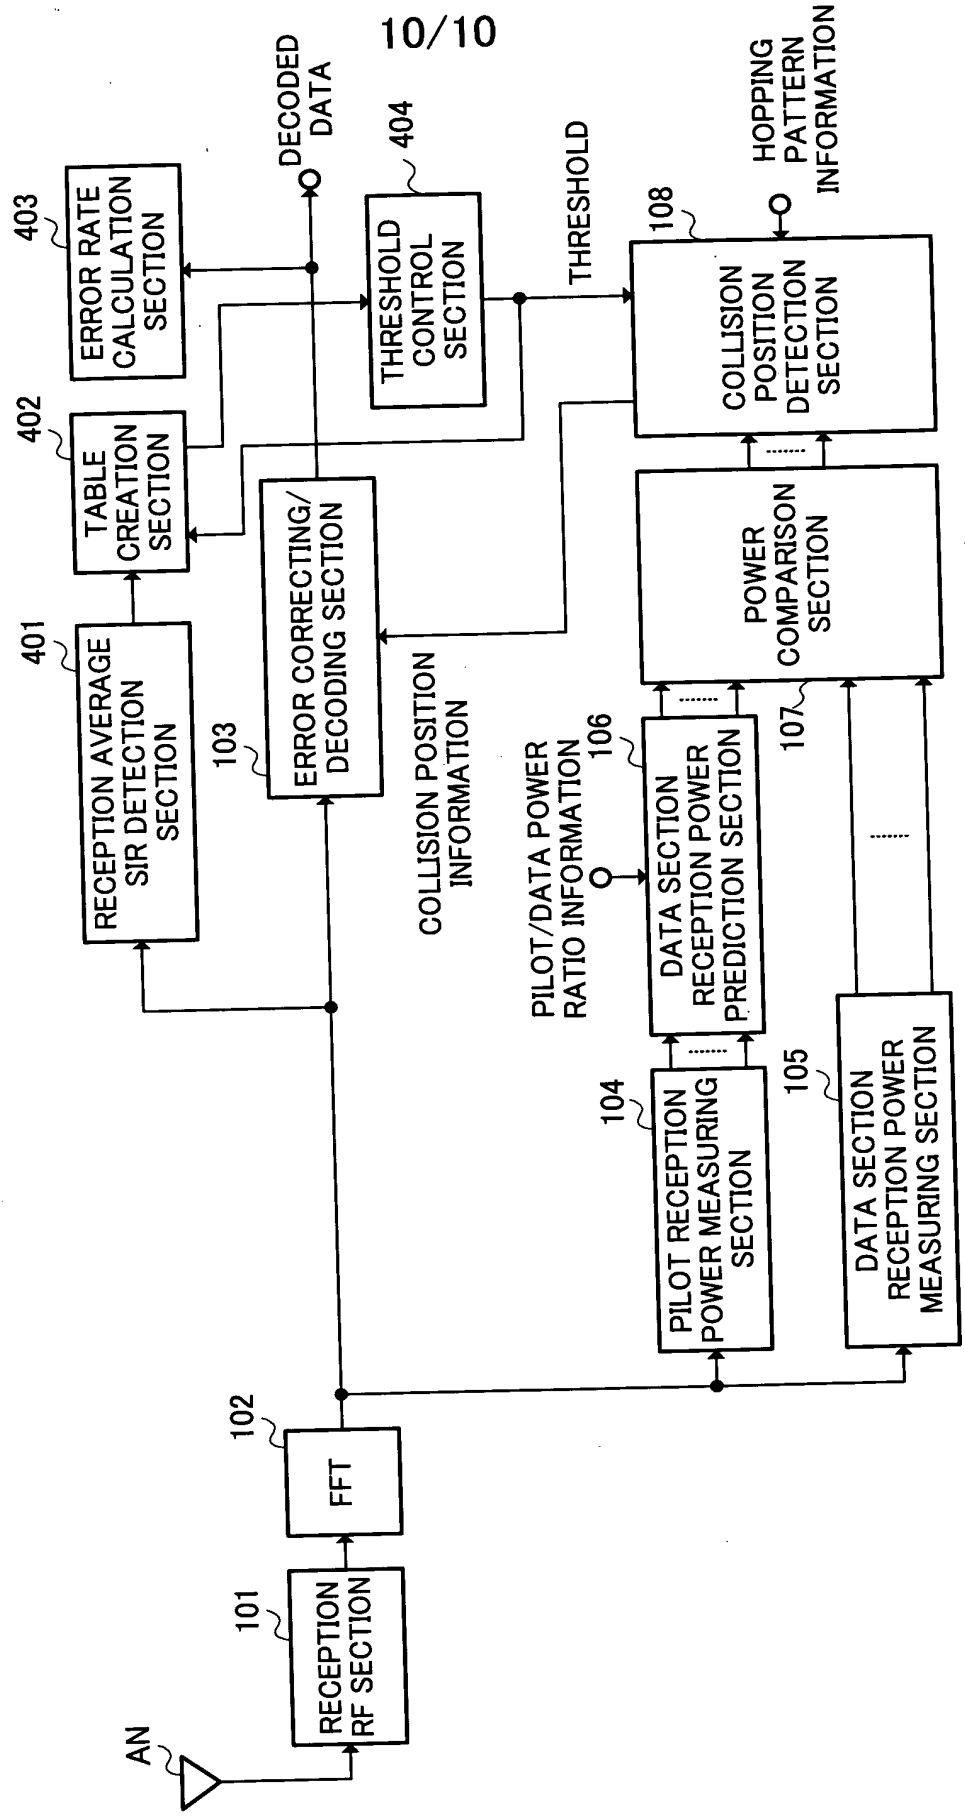 10/10
AN
101
RECEPTION
RF SECTION
102
FFT
401
RECEPTION AVERAGE
SIR DETECTION
SECTION
402
TABLE
CREATION
SECTION
403
ERROR RATE
CALCULATION
SECTION
103
ERROR CORRECTING/
DECODING SECTION
DECODED
DATA
404
THRESHOLD
CONTROL
SECTION
COLLISION POSITION
INFORMATION
THRESHOLD
PILOT/DATA POWER
RATIO INFORMATION
104
PILOT RECEPTION
POWER MEASURING
SECTION
106
DATA SECTION
RECEPTION POWER
PREDICTION SECTION
107
POWER
COMPARISON
SECTION
108
COLLISION
POSITION
DETECTION
SECTION
HOPPING
PATTERN
INFORMATION
105
DATA SECTION
RECEPTION POWER
MEASURING SECTION